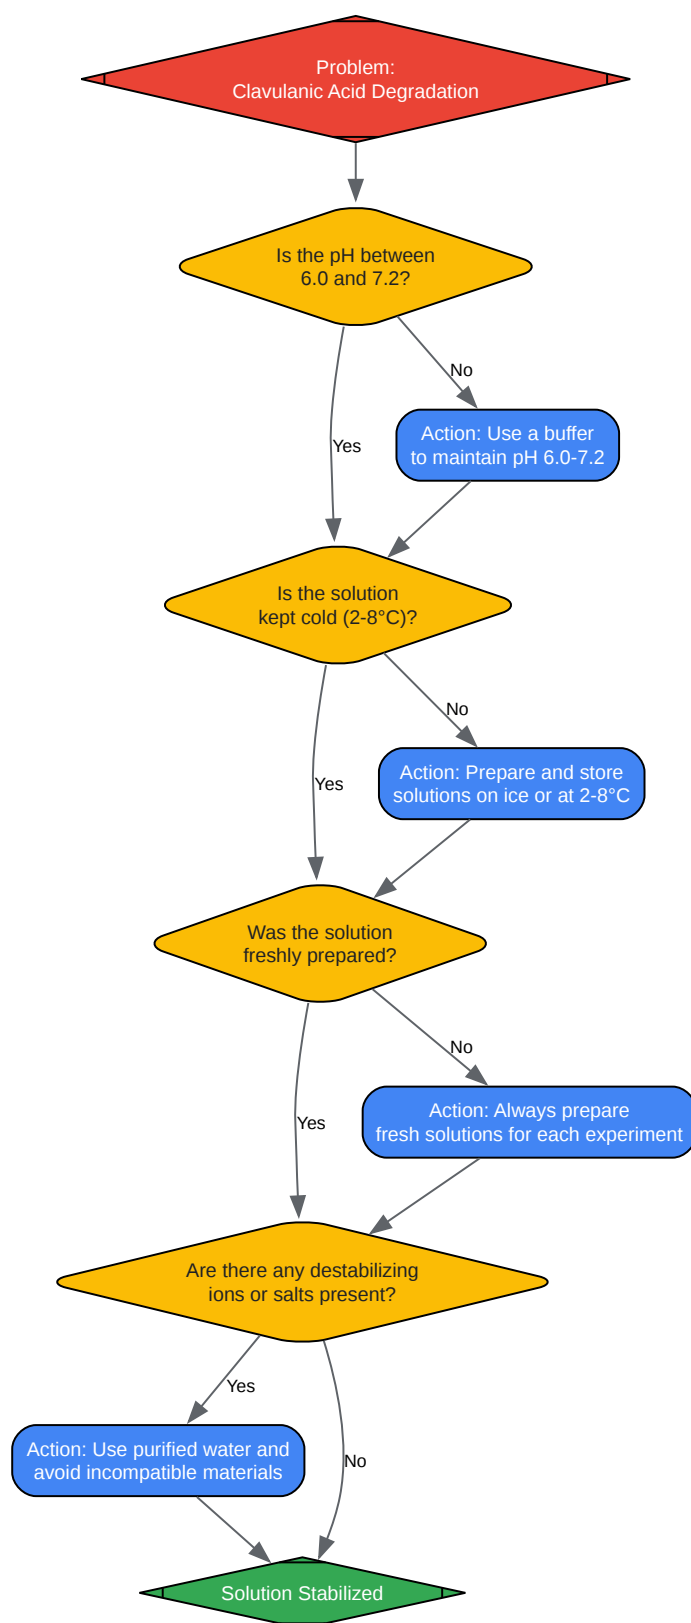 Problem:
Clavulanic Acid Degradation
Is the pH between
6.0 and 7.2?
No
Action: Use a buffer
to maintain pH 6.0-7.2
Yes
Is the solution
kept cold (2-8°C)?
No
Action: Prepare and store
solutions on ice or at 2-8°C
Yes
Was the solution
freshly prepared?
No
Action: Always prepare
fresh solutions for each experiment
Yes
Are there any destabilizing
ions or salts present?
Yes
Action: Use purified water and
avoid incompatible materials
No
Solution Stabilized